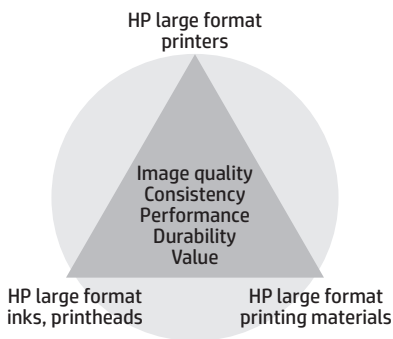 HP large format
printers
Image quality
Consistency
Performance
Durability
Value
HP large format
inks, printheads
HP large format
printing materials